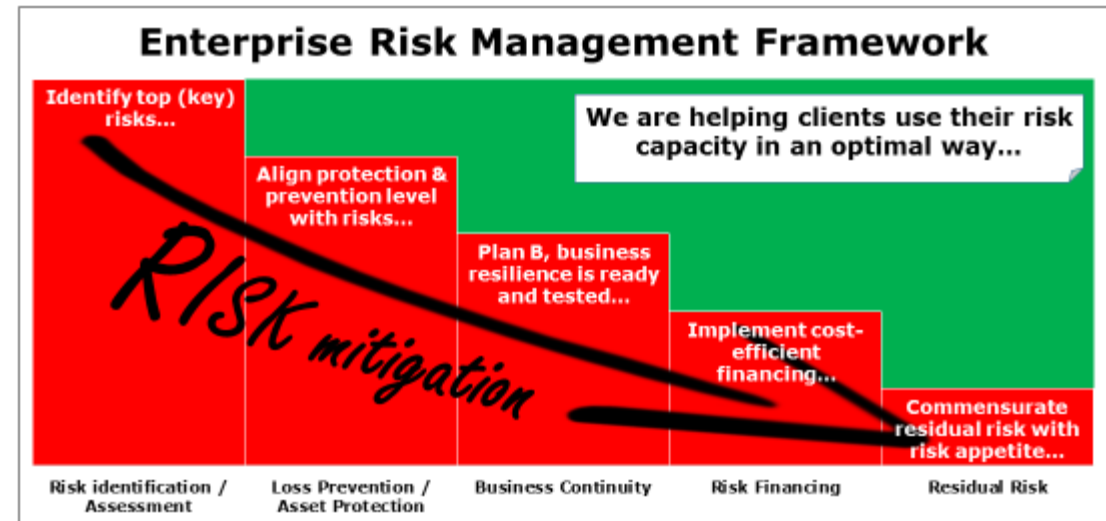 Enterprise Risk Management Framework
Identify top (key)
risks...
We are helping clients use their risk
capacity in an optimal way...
Align protection &
prevention level
with risks...
Plan B, business
resilience is ready
and tested...
Implement cost-
efficient
financing...
Commensurate
residual risk with
risk appetite...
RISK mitigation
Risk identification /
Assessment
Loss Prevention /
Asset Protection
Business Continuity
Risk Financing
Residual Risk